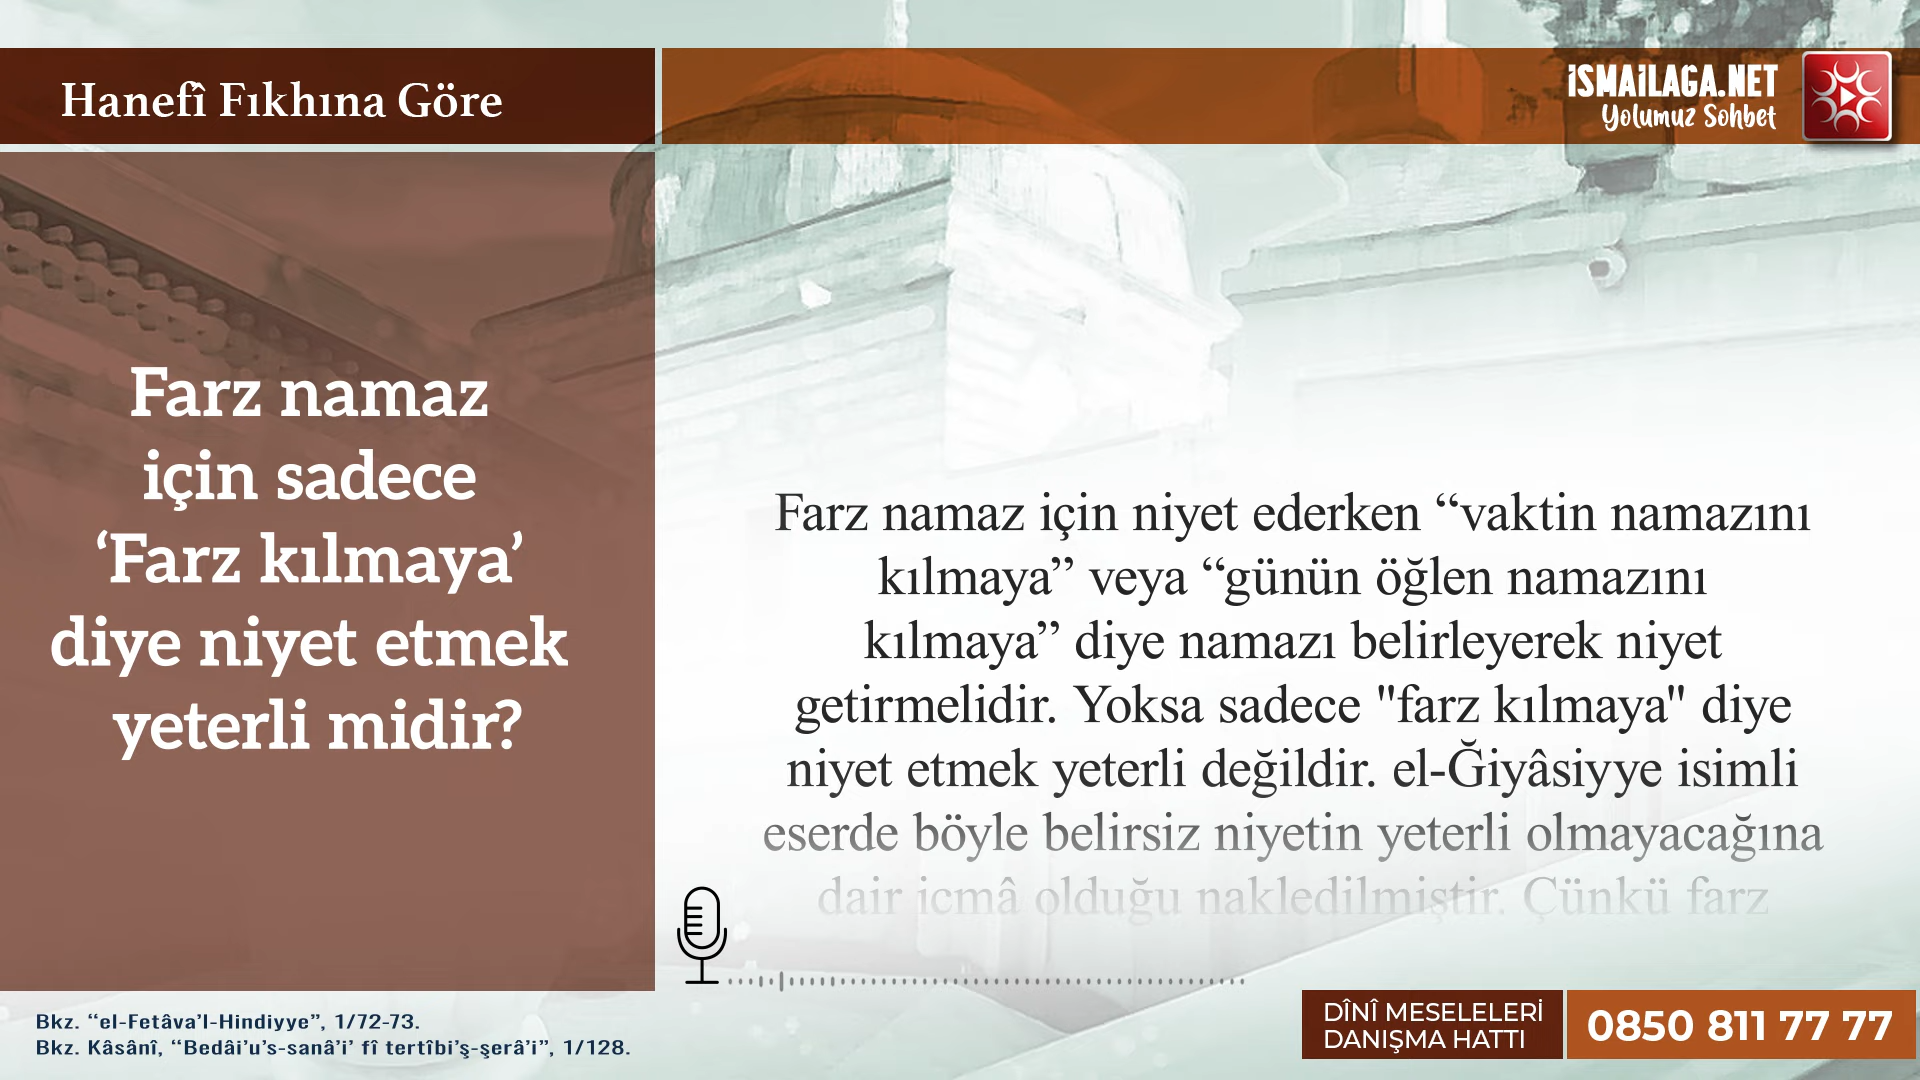 Hanefî Fıkhına Göre
iSMAiLAGA.NET
Yolumuz Sohbet
Farz namaz
için sadece
‘Farz kılmaya’
diye niyet etmek
yeterli midir?
Farz namaz için niyet ederken “vaktin namazını
kılmaya” veya “günün öğlen namazını
kılmaya” diye namazı belirleyerek niyet
getirmelidir. Yoksa sadece "farz kılmaya" diye
niyet etmek yeterli değildir. el-Ğiyâsiyye isimli
eserde böyle belirsiz niyetin yeterli olmayacağına
dair icmâ olduğu nakledilmiştir. Çünkü farz
Bkz. “el-Fetâva’l-Hindiyye”, 1/72-73.
Bkz. Kâsânî, “Bedâi’u’s-sanâ’i’ fî tertîbi’ş-şerâ’i”, 1/128.
DÎNÎ MESELELERİ
DANIŞMA HATTI
0850 811 77 77